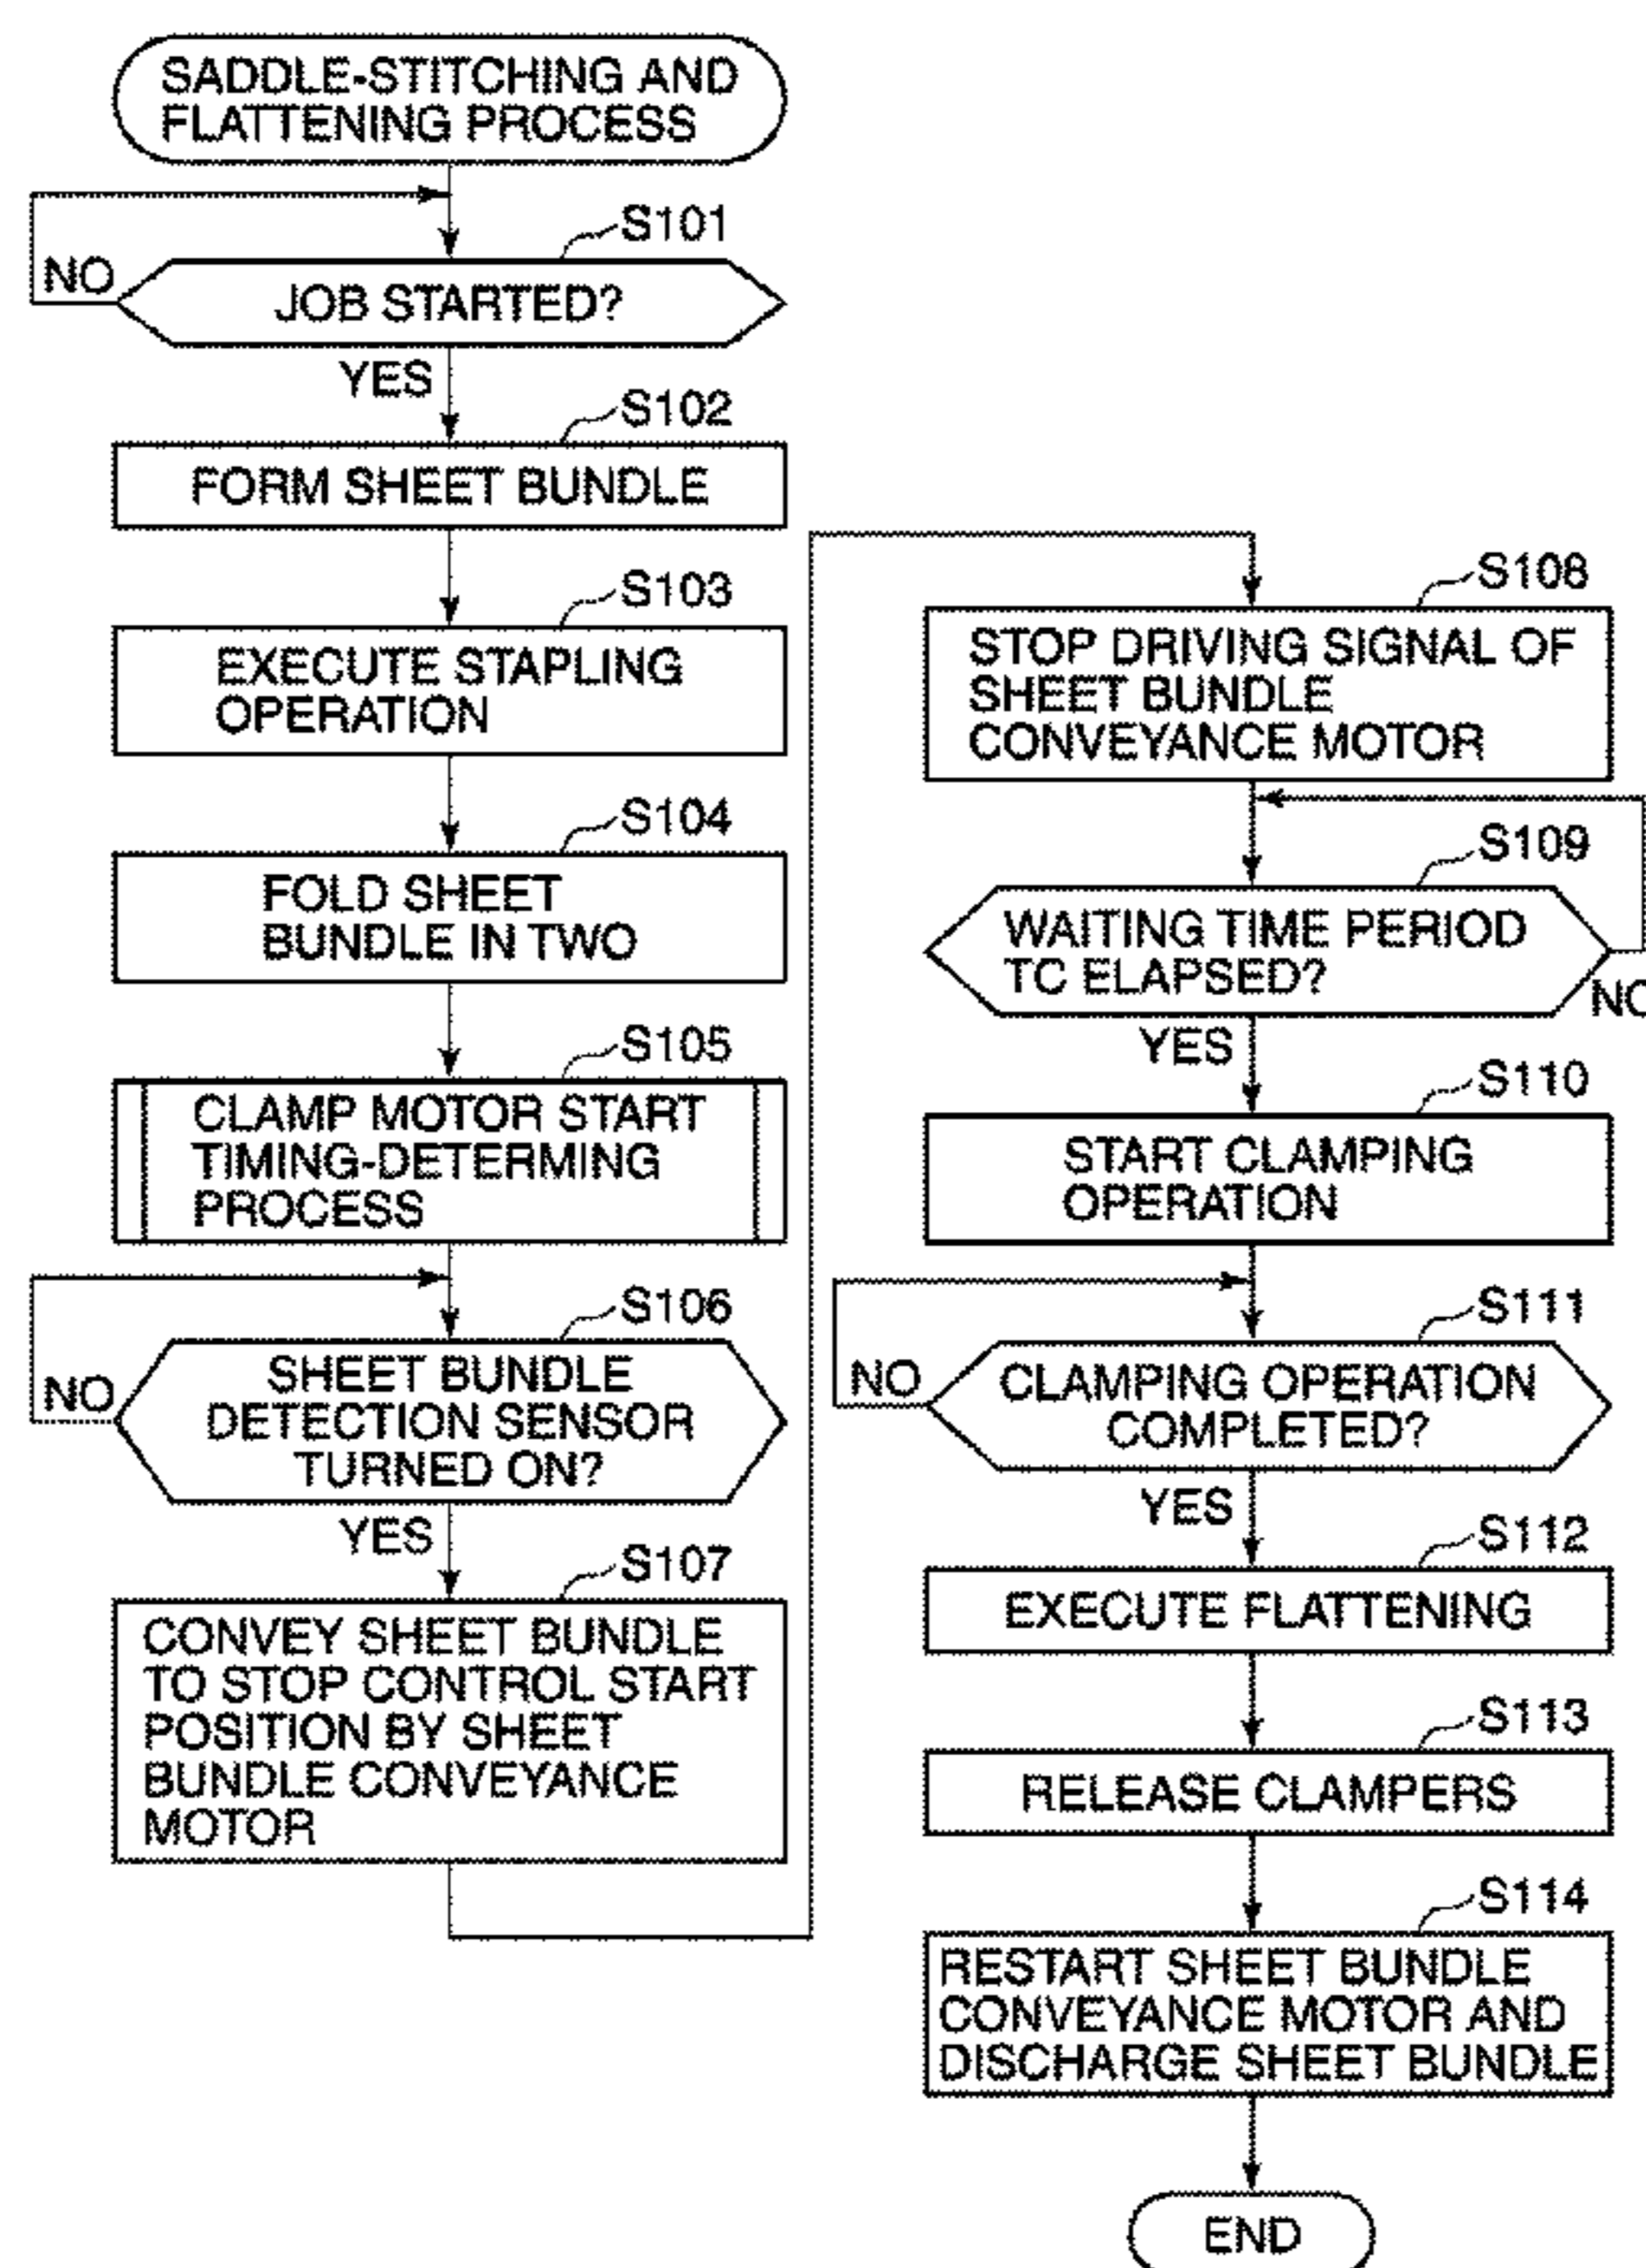 SADDLE-STITCHING AND
FLATTENING PROCESS
S101
NO
JOB STARTED?
YES
S102
FORM SHEET BUNDLE
S103
EXECUTE STAPLING
OPERATION
S104
FOLD SHEET
BUNDLE IN TWO
S105
CLAMP MOTOR START
TIMING-DETERMING
PROCESS
S106
NO
SHEET BUNDLE
DETECTION SENSOR
TURNED ON?
YES
S107
CONVEY SHEET BUNDLE
TO STOP CONTROL START
POSITION BY SHEET
BUNDLE CONVEYANCE
MOTOR
S108
STOP DRIVING SIGNAL OF
SHEET BUNDLE
CONVEYANCE MOTOR
S109
WAITING TIME PERIOD
TC ELAPSED?
NO
YES
S110
START CLAMPING
OPERATION
S111
NO
CLAMPING OPERATION
COMPLETED?
YES
S112
EXECUTE FLATTENING
S113
RELEASE CLAMPERS
S114
RESTART SHEET BUNDLE
CONVEYANCE MOTOR AND
DISCHARGE SHEET BUNDLE
END